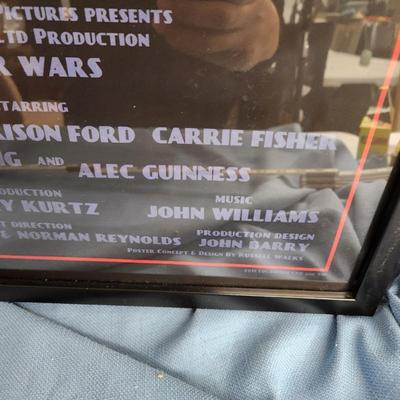 PICTURES PRESENTS
LTD PRODUCTION
R WARS
STARRING
RISON FORD CARRIE FISHER
NG AND ALEC GUINNESS
RODUCTION MUSIC
Y KURTZ JOHN WILLIAMS
T DIRECTION PRODUCTION DESIGN
& NORMAN REYNOLDS JOHN BARRY
POSTER CONCEPT & DESIGN BY RUSSELL WALKS